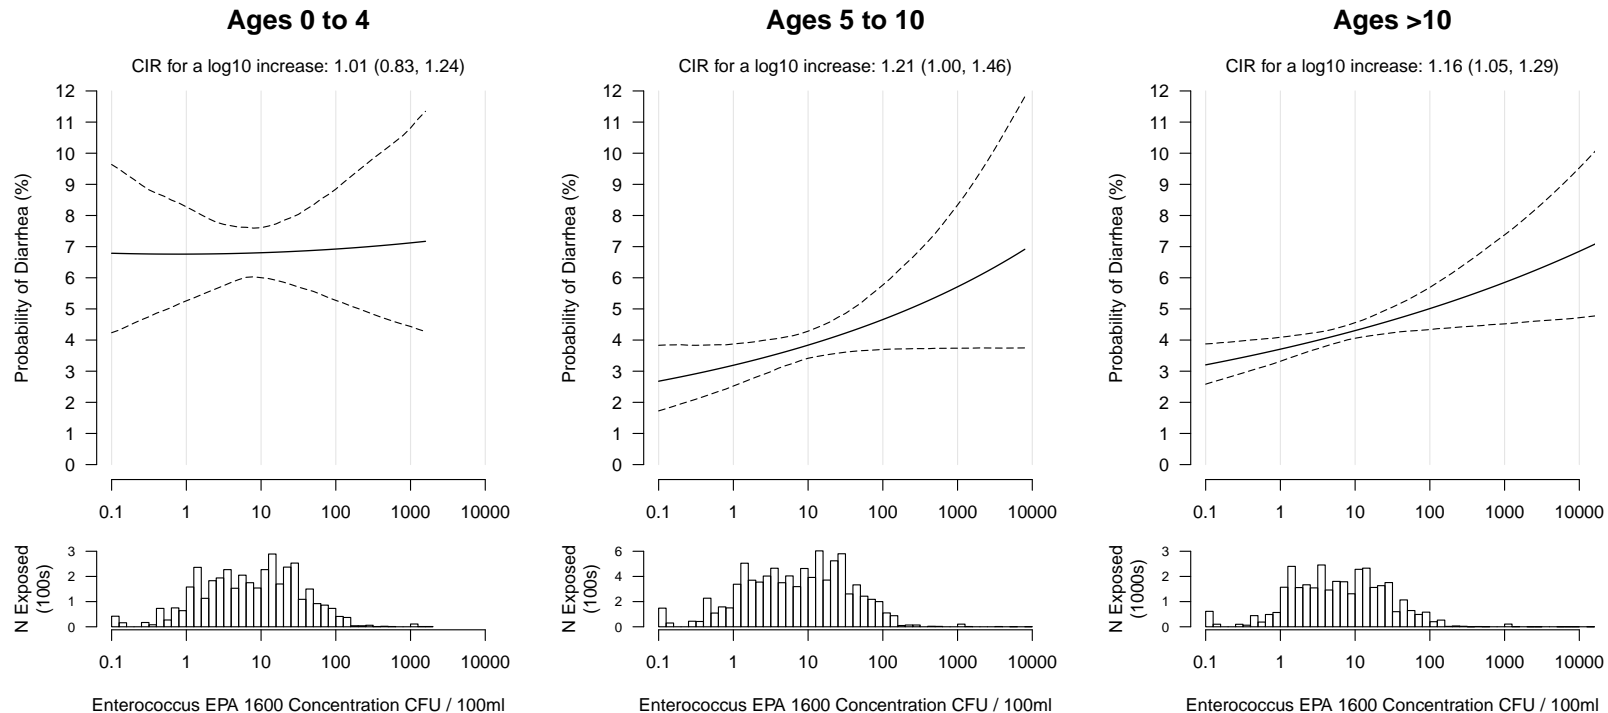 Ages 0 to 4
CIR for a log10 increase: 1.01 (0.83, 1.24)
Probability of Diarrhea (%)
12
11
10
9
8
7
6
5
4
3
2
1
0
0.1 1 10 100 1000 10000
N Exposed
(100s)
3
2
1
0
0.1 1 10 100 1000 10000
Enterococcus EPA 1600 Concentration CFU / 100ml
Ages 5 to 10
CIR for a log10 increase: 1.21 (1.00, 1.46)
Probability of Diarrhea (%)
12
11
10
9
8
7
6
5
4
3
2
1
0
0.1 1 10 100 1000 10000
N Exposed
(100s)
6
4
2
0
0.1 1 10 100 1000 10000
Enterococcus EPA 1600 Concentration CFU / 100ml
Ages >10
CIR for a log10 increase: 1.16 (1.05, 1.29)
Probability of Diarrhea (%)
12
11
10
9
8
7
6
5
4
3
2
1
0
0.1 1 10 100 1000 10000
N Exposed
(1000s)
3
2
1
0
0.1 1 10 100 1000 10000
Enterococcus EPA 1600 Concentration CFU / 100ml